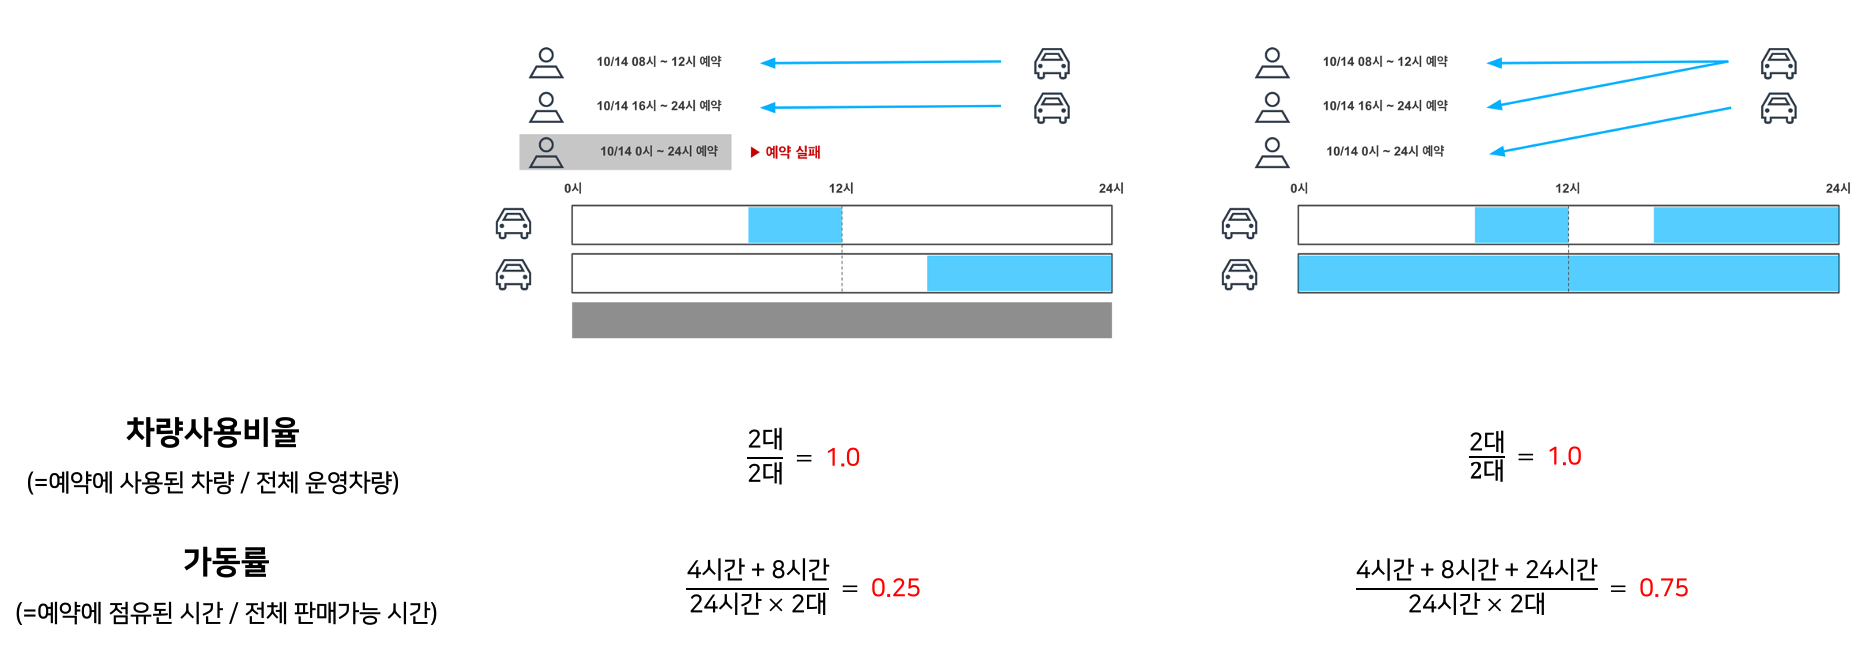 10/14 08시 ~ 12시 예약
10/14 16시 ~ 24시 예약
10/14 0시 ~ 24시 예약
▶ 예약 실패
0시
12시
24시
10/14 08시 ~ 12시 예약
10/14 16시 ~ 24시 예약
10/14 0시 ~ 24시 예약
0시
12시
24시
차량사용비율
(=예약에 사용된 차량 / 전체 운영차량)
2대
2대
= 1.0
2대
2대
= 1.0
가동률
(=예약에 점유된 시간 / 전체 판매가능 시간)
4시간 + 8시간
24시간 × 2대
= 0.25
4시간 + 8시간 + 24시간
24시간 × 2대
= 0.75